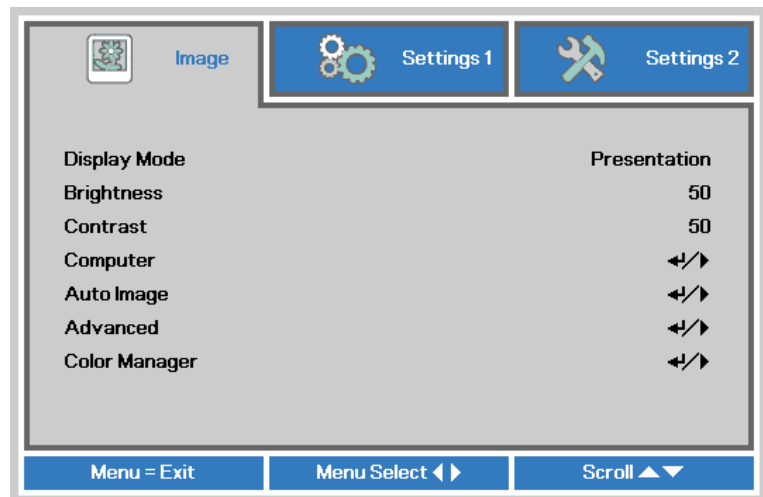 Image Settings 1 Settings 2
Display Mode Presentation
Brightness 50
Contrast 50
Computer
Auto Image
Advanced
Color Manager
Menu = Exit Menu Select Scroll